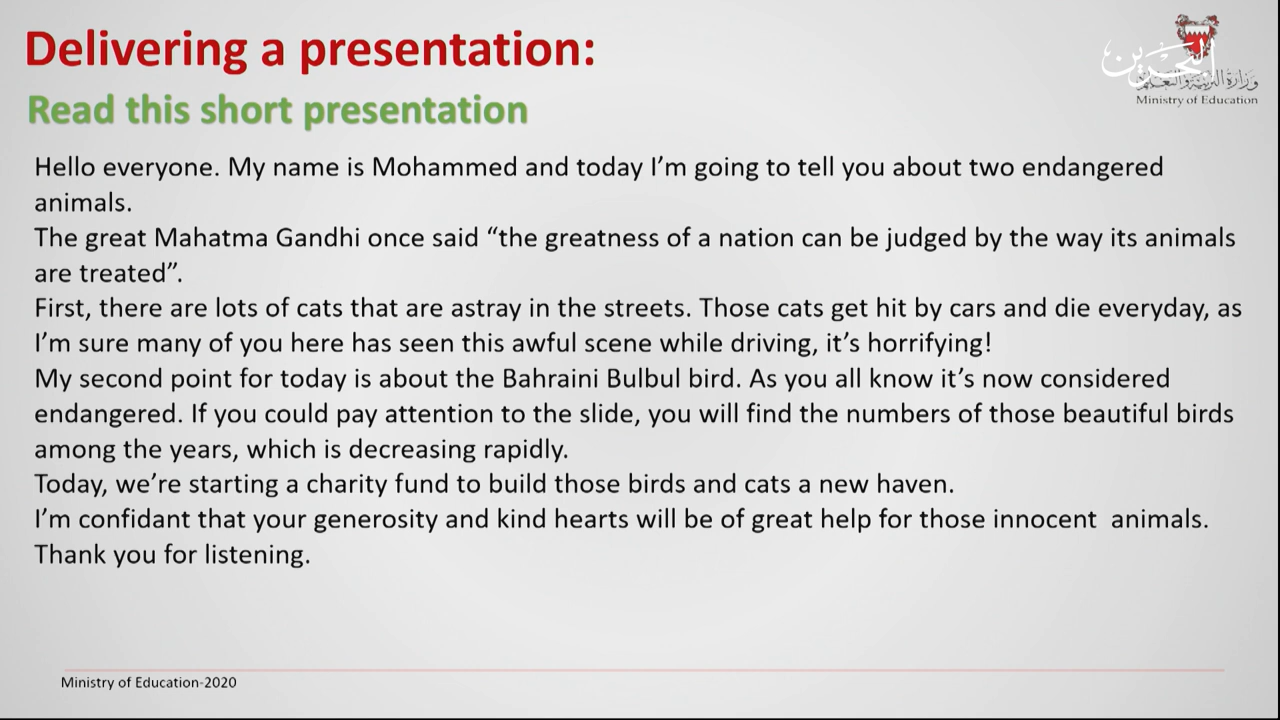 Delivering a presentation:
البحرين
وزارة التربية والتعليم
Ministry of Education
Read this short presentation
Hello everyone. My name is Mohammed and today I’m going to tell you about two endangered
animals.
The great Mahatma Gandhi once said “the greatness of a nation can be judged by the way its animals
are treated”.
First, there are lots of cats that are astray in the streets. Those cats get hit by cars and die everyday, as
I’m sure many of you here has seen this awful scene while driving, it’s horrifying!
My second point for today is about the Bahraini Bulbul bird. As you all know it’s now considered
endangered. If you could pay attention to the slide, you will find the numbers of those beautiful birds
among the years, which is decreasing rapidly.
Today, we’re starting a charity fund to build those birds and cats a new haven.
I’m confidant that your generosity and kind hearts will be of great help for those innocent  animals.
Thank you for listening.
Ministry of Education-2020